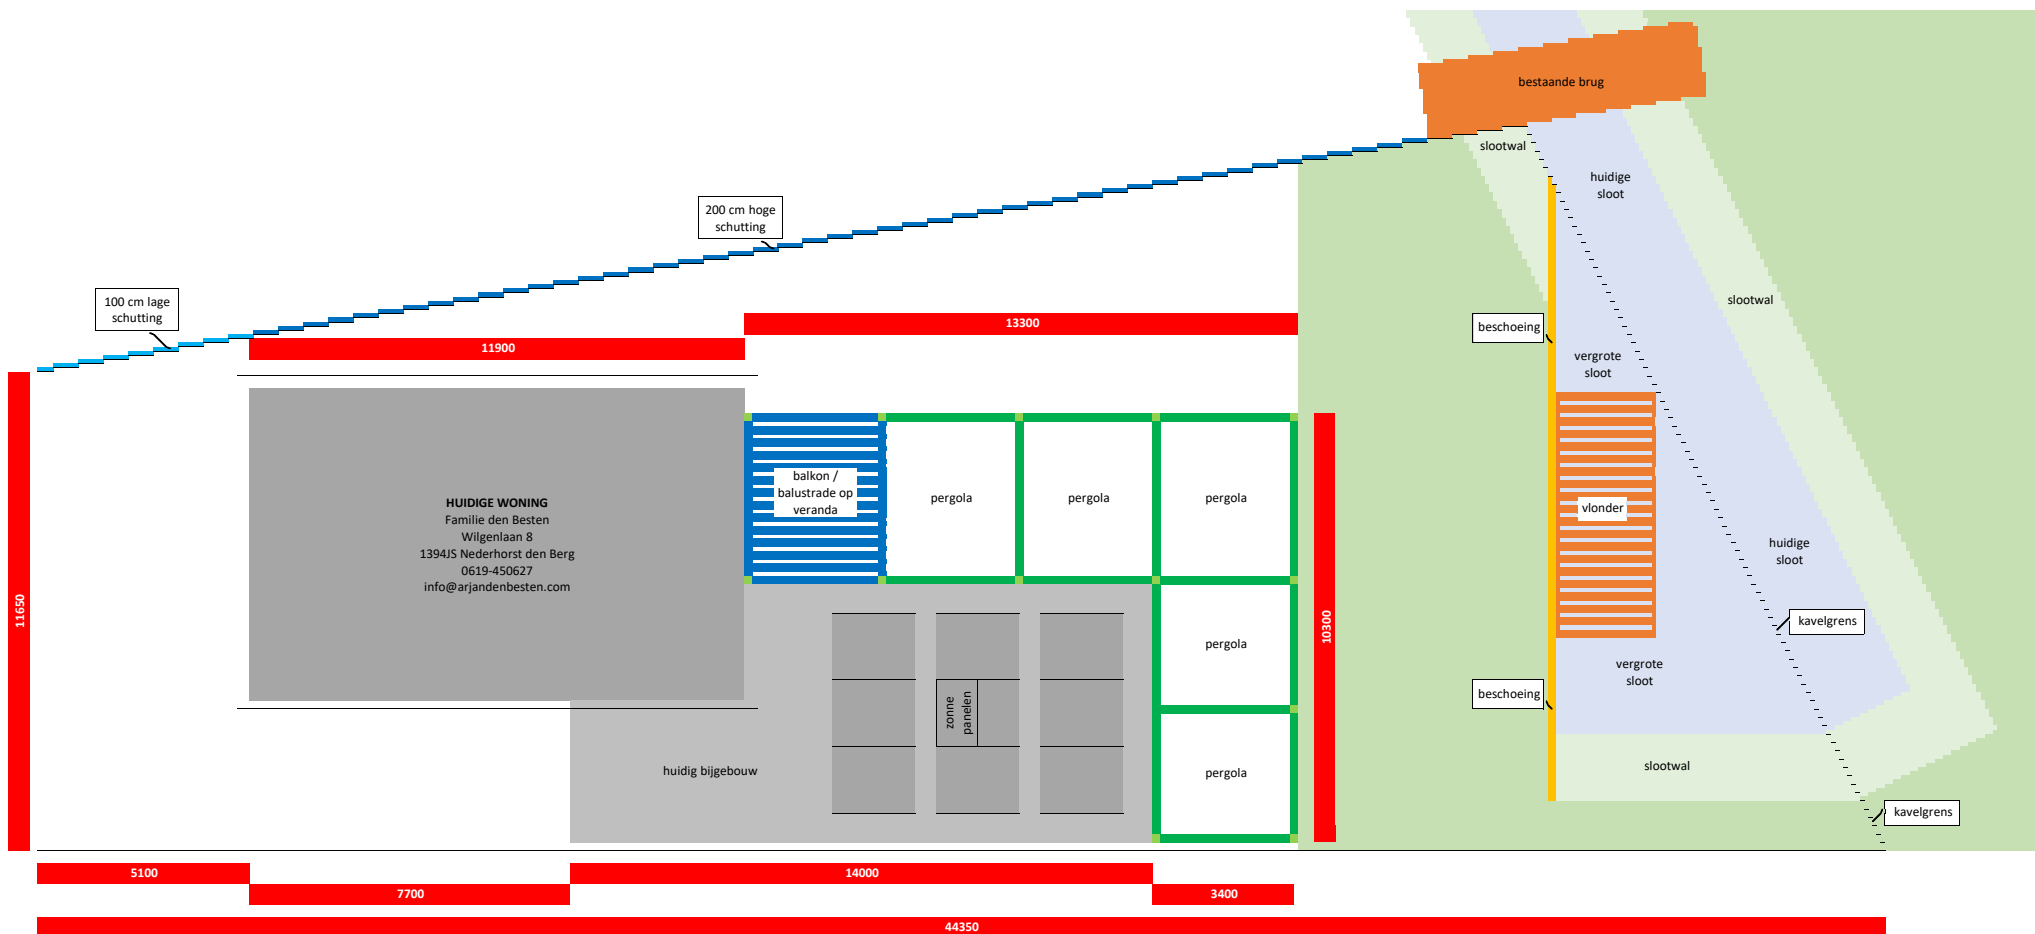 bestaande brug
slootwal
huidige
sloot
200 cm hoge
schutting
100 cm lage
schutting
13300
11900
slootwal
beschoeing
vergrote
sloot
HUIDIGE WONING
Familie den Besten
Wilgenlaan 8
1394JS Nederhorst den Berg
0619-450627
info@arjandenbesten.com
balkon /
balustrade op
veranda
pergola
pergola
pergola
vlonder
huidige
sloot
11650
10300
kavelgrens
pergola
vergrote
sloot
beschoeing
zonne
panelen
huidig bijgebouw
pergola
slootwal
kavelgrens
5100
14000
7700
3400
44350